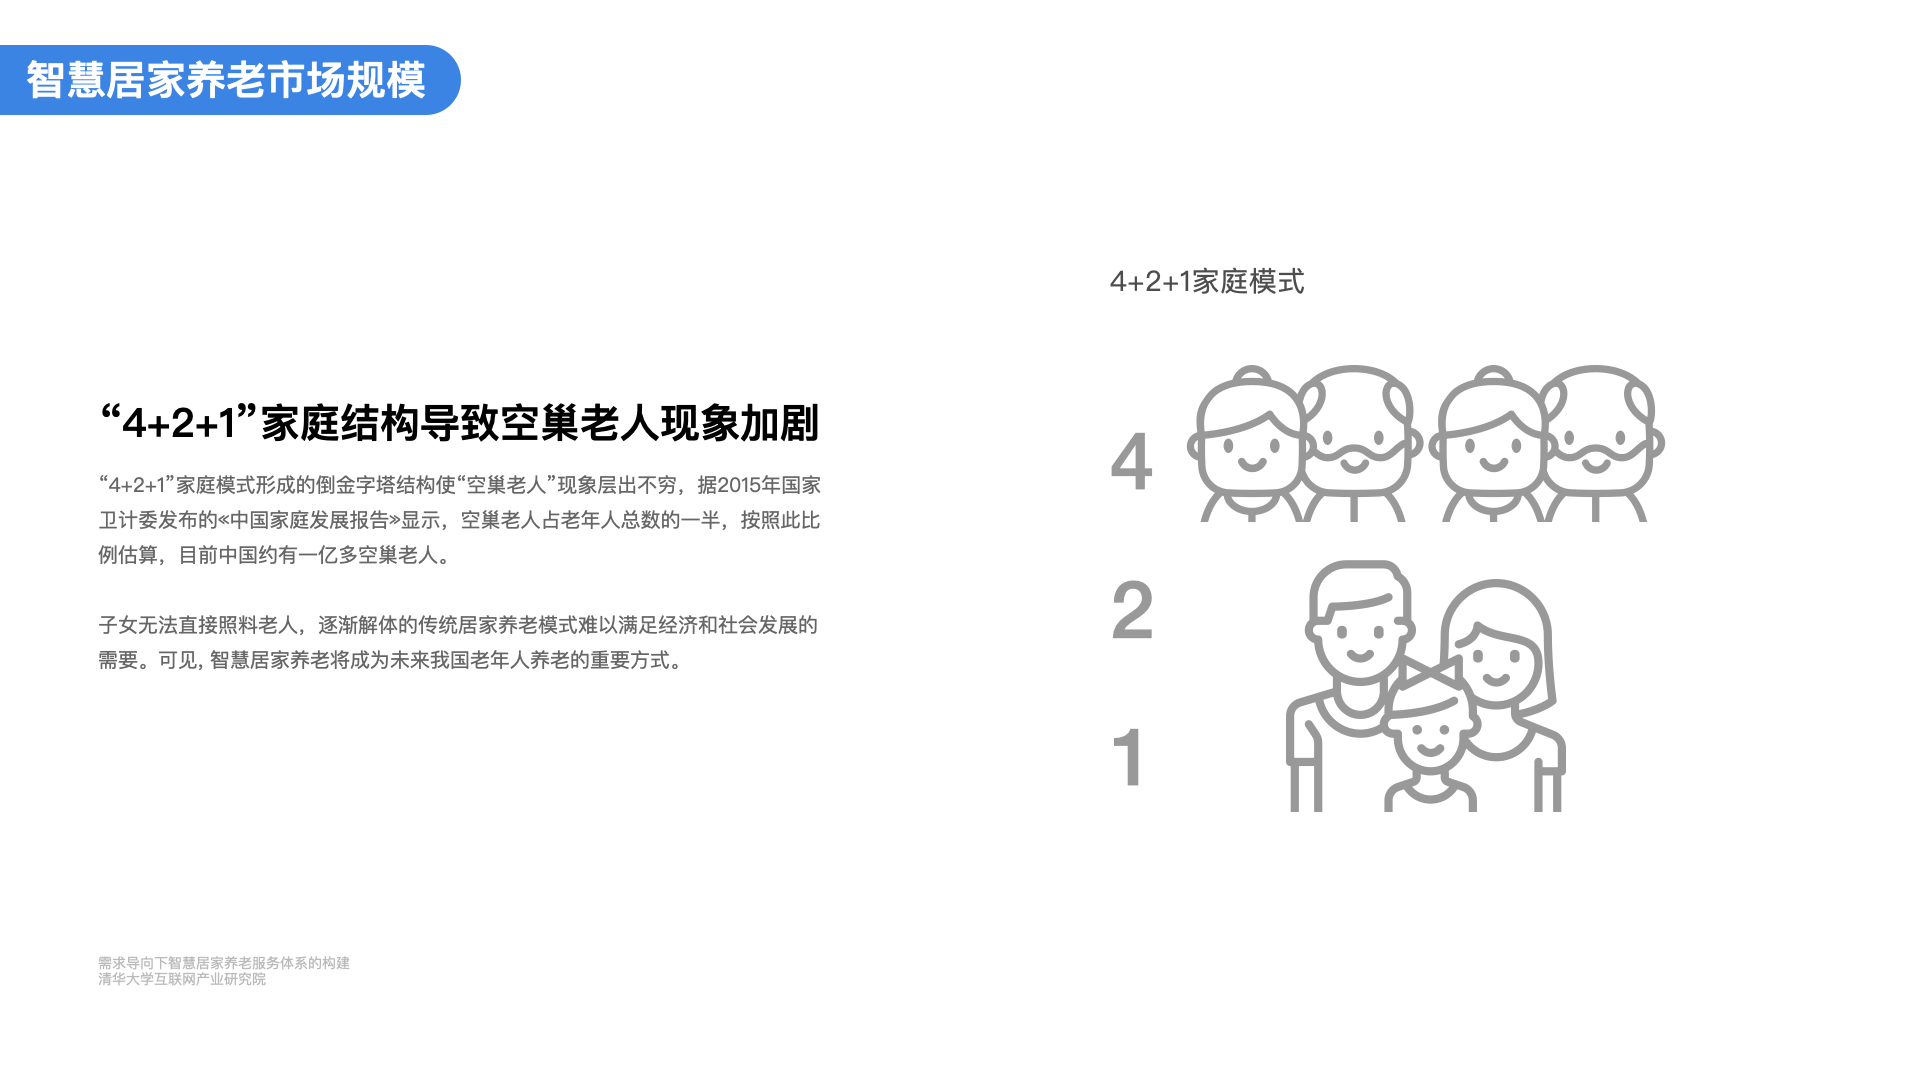 智慧居家养老市场规模
“4+2+1”家庭结构导致空巢老人现象加剧
“4+2+1”家庭模式形成的倒金字塔结构使“空巢老人”现象层出不穷，据2015年国家
卫计委发布的«中国家庭发展报告»显示，空巢老人占老年人总数的一半，按照此比
例估算，目前中国约有一亿多空巢老人。
子女无法直接照料老人，逐渐解体的传统居家养老模式难以满足经济和社会发展的
需要。可见, 智慧居家养老将成为未来我国老年人养老的重要方式。
需求导向下智慧居家养老服务体系的构建
清华大学互联网产业研究院
4+2+1家庭模式
4
2
1